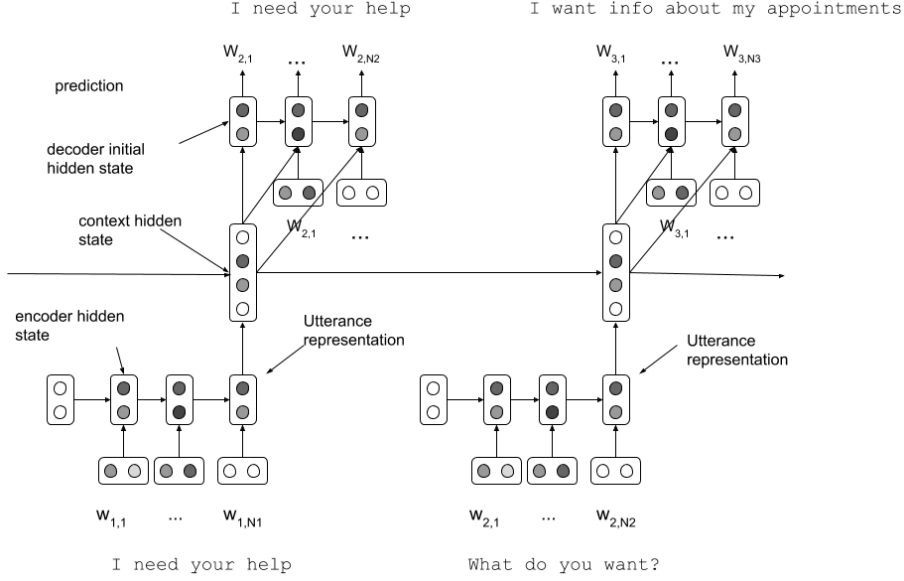 I need your help
I want info about my appointments
W2,1
...
W2,N2
W3,1
...
W3,N3
prediction
decoder initial
hidden state
context hidden
state
W2,1
...
W3,1
...
encoder hidden
state
Utterance
representation
Utterance
representation
w1,1
...
w1,N1
w2,1
...
w2,N2
I need your help
What do you want?